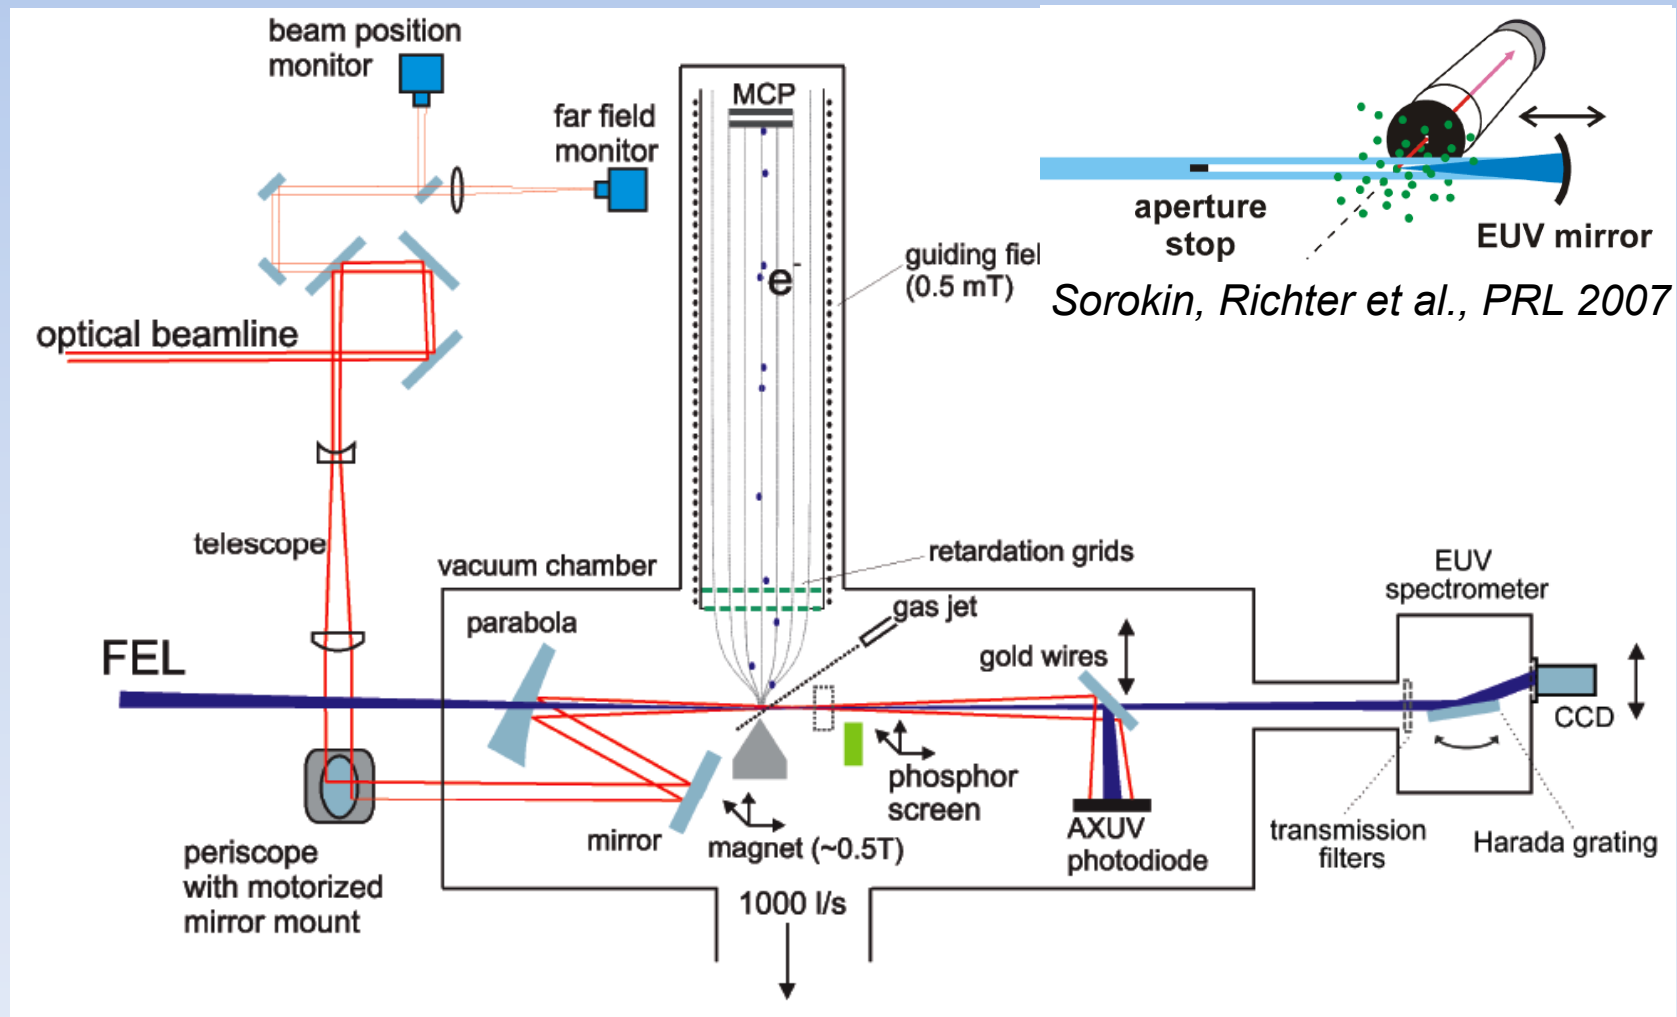 beam position
monitor
far field
monitor
MCP
e-
guiding fiel
(0.5 mT)
aperture
stop
EUV mirror
Sorokin, Richter et al., PRL 2007
optical beamline
telescope
vacuum chamber
retardation grids
EUV
spectrometer
parabola
gas jet
FEL
gold wires
CCD
phosphor
screen
mirror
magnet (~0.5T)
AXUV
photodiode
transmission
filters
Harada grating
periscope
with motorized
mirror mount
1000 l/s